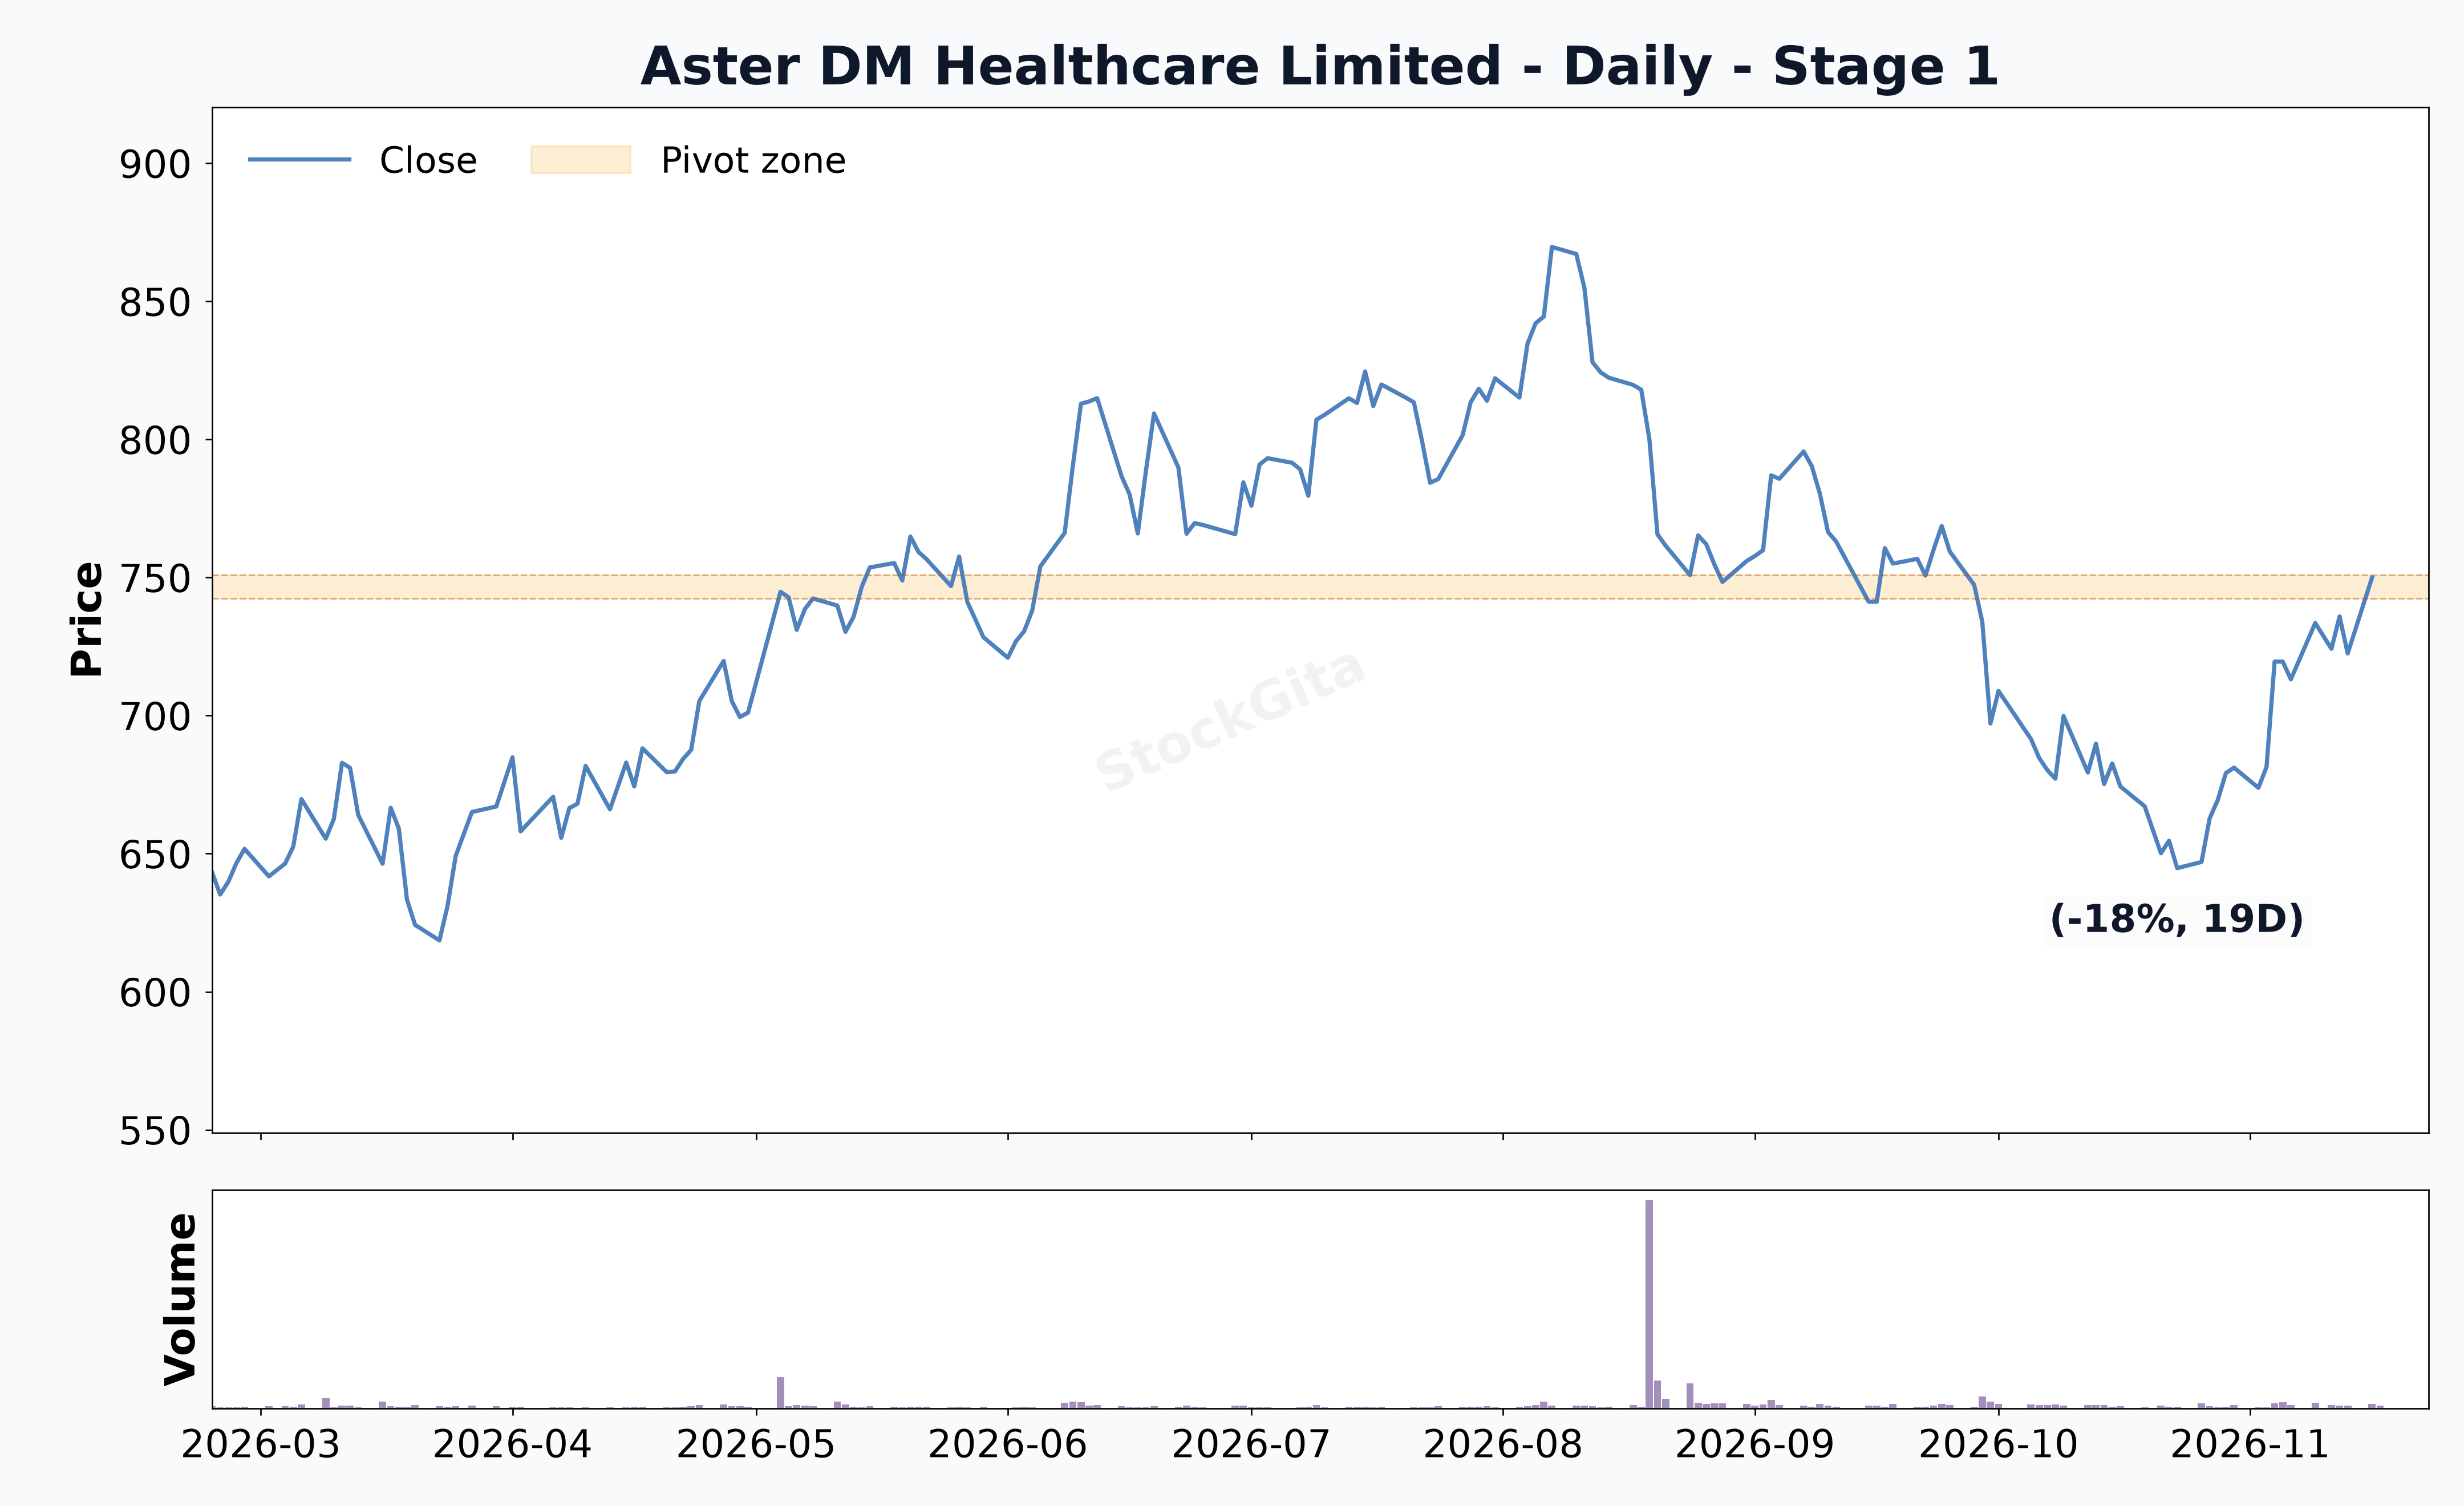 Aster DM Healthcare Limited - Daily - Stage 1
Close
Pivot zone
Price
900
850
800
750
700
650
600
550
StockGita
(-18%, 19D)
Volume
2026-03
2026-04
2026-05
2026-06
2026-07
2026-08
2026-09
2026-10
2026-11